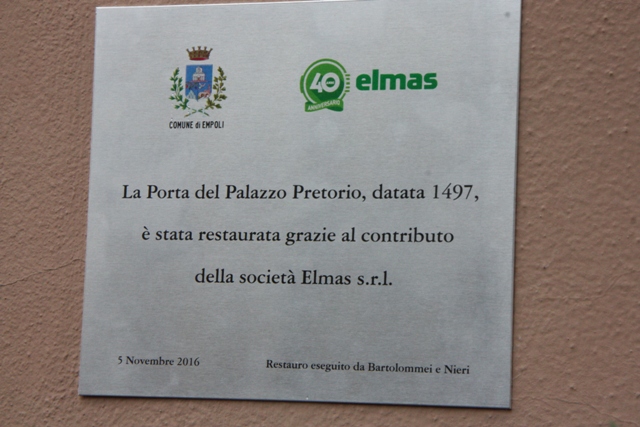 COMUNE di EMPOLI
40
ANNIVERSARIO
elmas
La Porta del Palazzo Pretorio, datata 1497,
è stata restaurata grazie al contributo
della società Elmas s.r.l.
5 Novembre 2016
Restauro eseguito da Bartolommei e Nieri